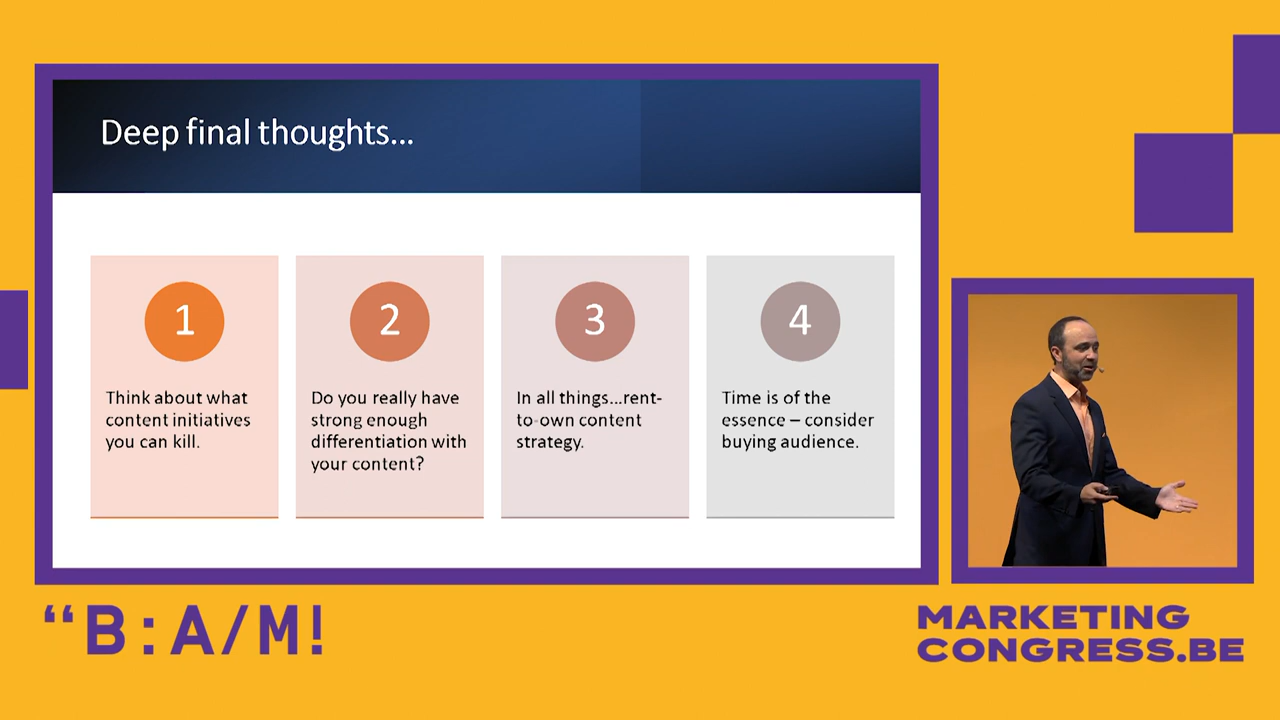 Deep final thoughts...
1
Think about what
content initiatives
you can kill.
2
Do you really have
strong enough
differentiation with
your content?
3
In all things...rent-
to-own content
strategy.
4
Time is of the
essence – consider
buying audience.
“B:A/M!
MARKETING
CONGRESS.BE